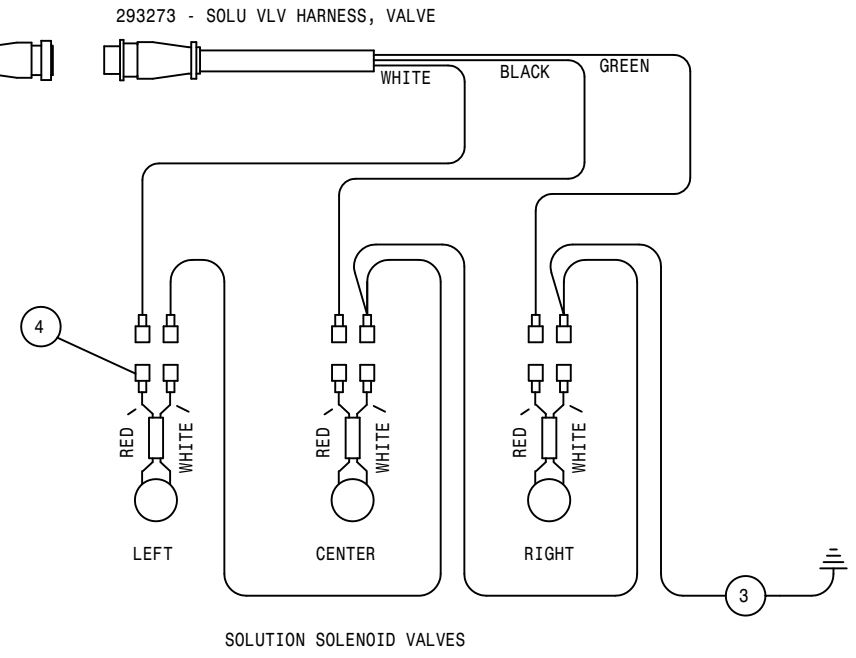 293273 - SOLU VLV HARNESS, VALVE
WHITE
BLACK
GREEN
4
RED
WHITE
RED
WHITE
RED
WHITE
LEFT
CENTER
RIGHT
3
SOLUTION SOLENOID VALVES